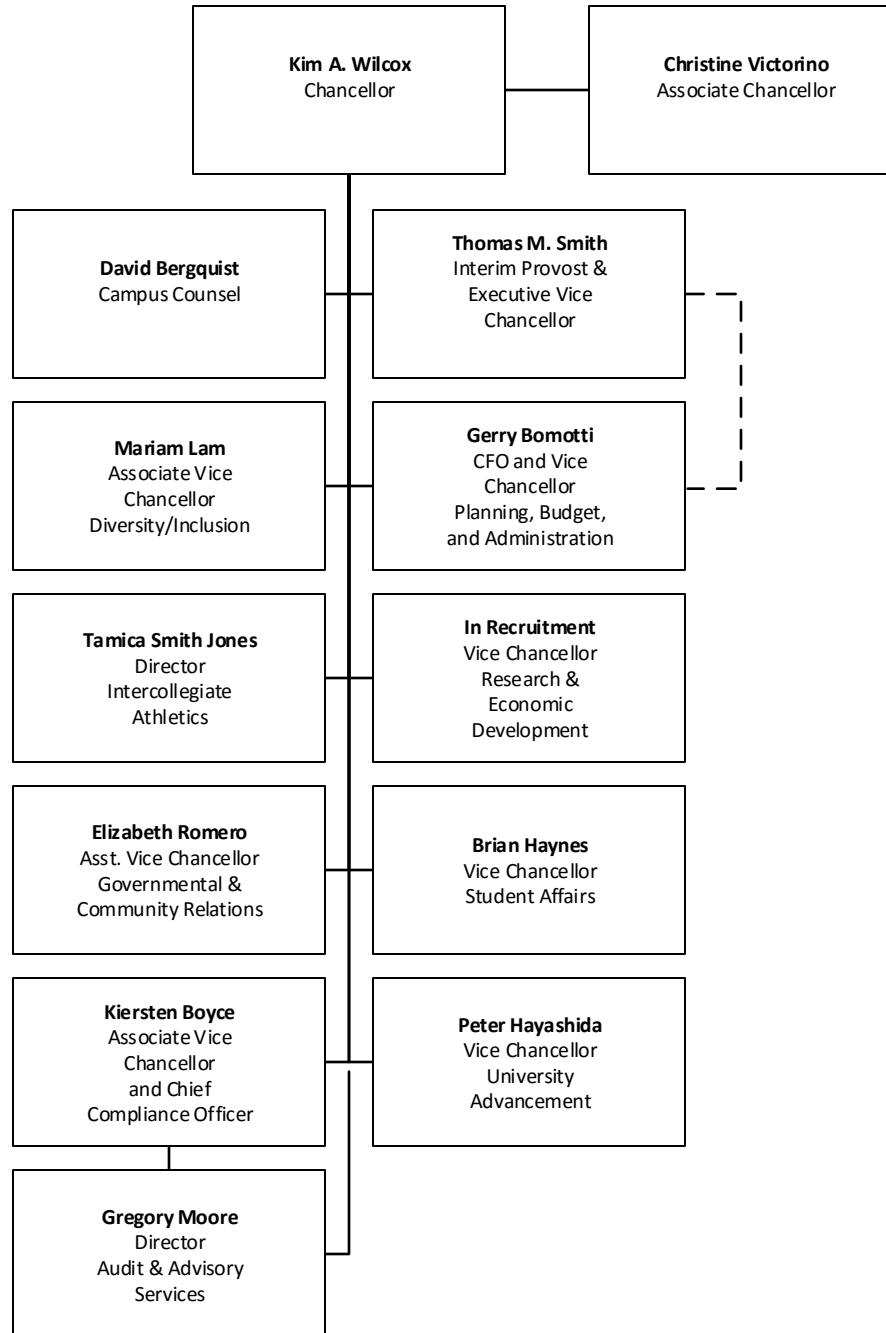 Kim A. Wilcox
Chancellor
Christine Victorino
Associate Chancellor
David Bergquist
Campus Counsel
Thomas M. Smith
Interim Provost &
Executive Vice
Chancellor
Mariam Lam
Associate Vice
Chancellor
Diversity/Inclusion
Gerry Bomotti
CFO and Vice
Chancellor
Planning, Budget,
and Administration
Tamica Smith Jones
Director
Intercollegiate
Athletics
In Recruitment
Vice Chancellor
Research &
Economic
Development
Elizabeth Romero
Asst. Vice Chancellor
Governmental &
Community Relations
Brian Haynes
Vice Chancellor
Student Affairs
Kiersten Boyce
Associate Vice
Chancellor
and Chief
Compliance Officer
Peter Hayashida
Vice Chancellor
University
Advancement
Gregory Moore
Director
Audit & Advisory
Services